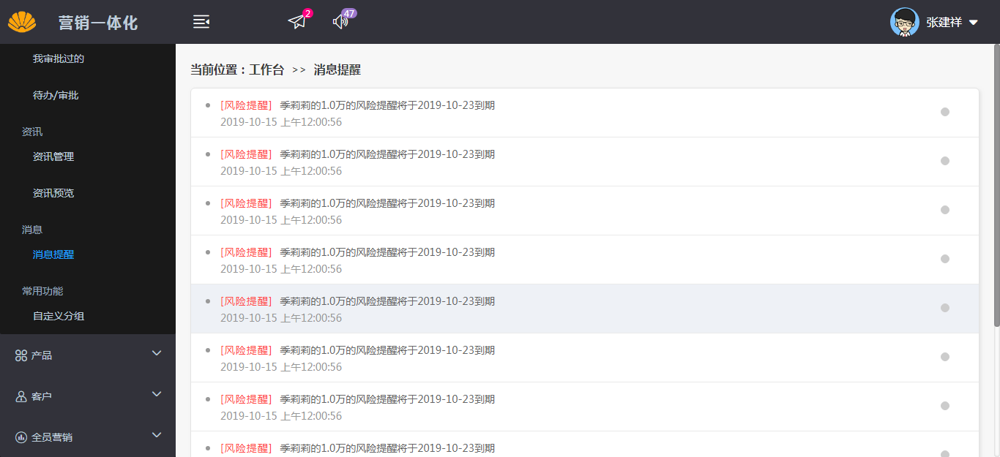 营销一体化
2
47
张建祥
我审批过的
待办/审批
资讯
资讯管理
资讯预览
消息
消息提醒
常用功能
自定义分组
产品
客户
全员营销
当前位置：工作台 >> 消息提醒
[风险提醒] 季莉莉的1.0万的风险提醒将于2019-10-23到期
2019-10-15 上午12:00:56
[风险提醒] 季莉莉的1.0万的风险提醒将于2019-10-23到期
2019-10-15 上午12:00:56
[风险提醒] 季莉莉的1.0万的风险提醒将于2019-10-23到期
2019-10-15 上午12:00:56
[风险提醒] 季莉莉的1.0万的风险提醒将于2019-10-23到期
2019-10-15 上午12:00:56
[风险提醒] 季莉莉的1.0万的风险提醒将于2019-10-23到期
2019-10-15 上午12:00:56
[风险提醒] 季莉莉的1.0万的风险提醒将于2019-10-23到期
2019-10-15 上午12:00:56
[风险提醒] 季莉莉的1.0万的风险提醒将于2019-10-23到期
2019-10-15 上午12:00:56
[风险提醒] 季莉莉的1.0万的风险提醒将于2019-10-23到期